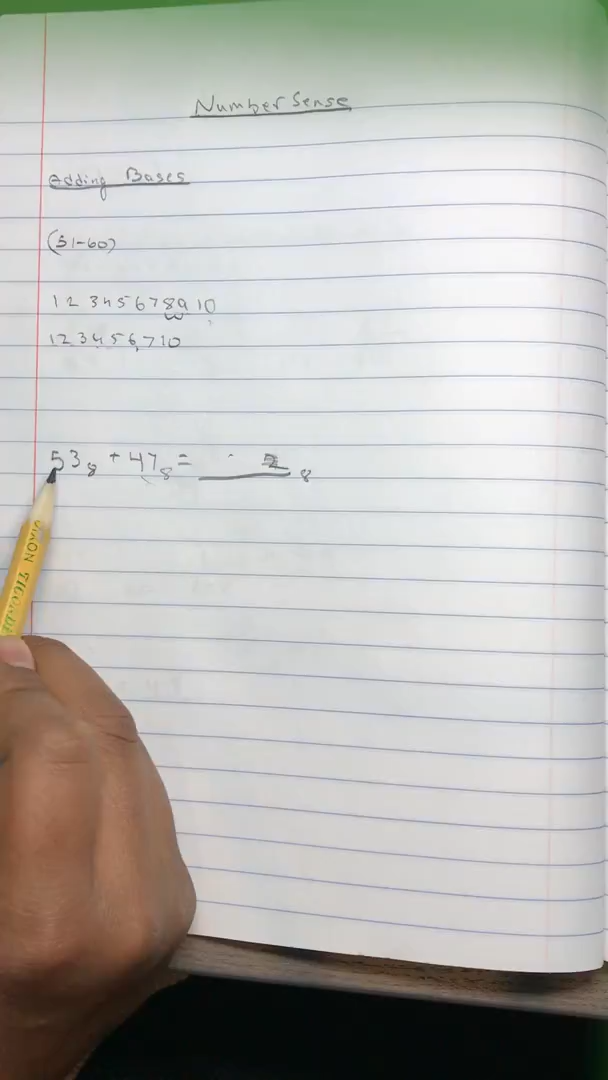 Number Sense
Adding Bases
(51-60)
1 2 3 4 5 6 7 8 9 10
1 2 3 4 5 6 7 10
53₈ + 47₈ = 2₈
TICONDE